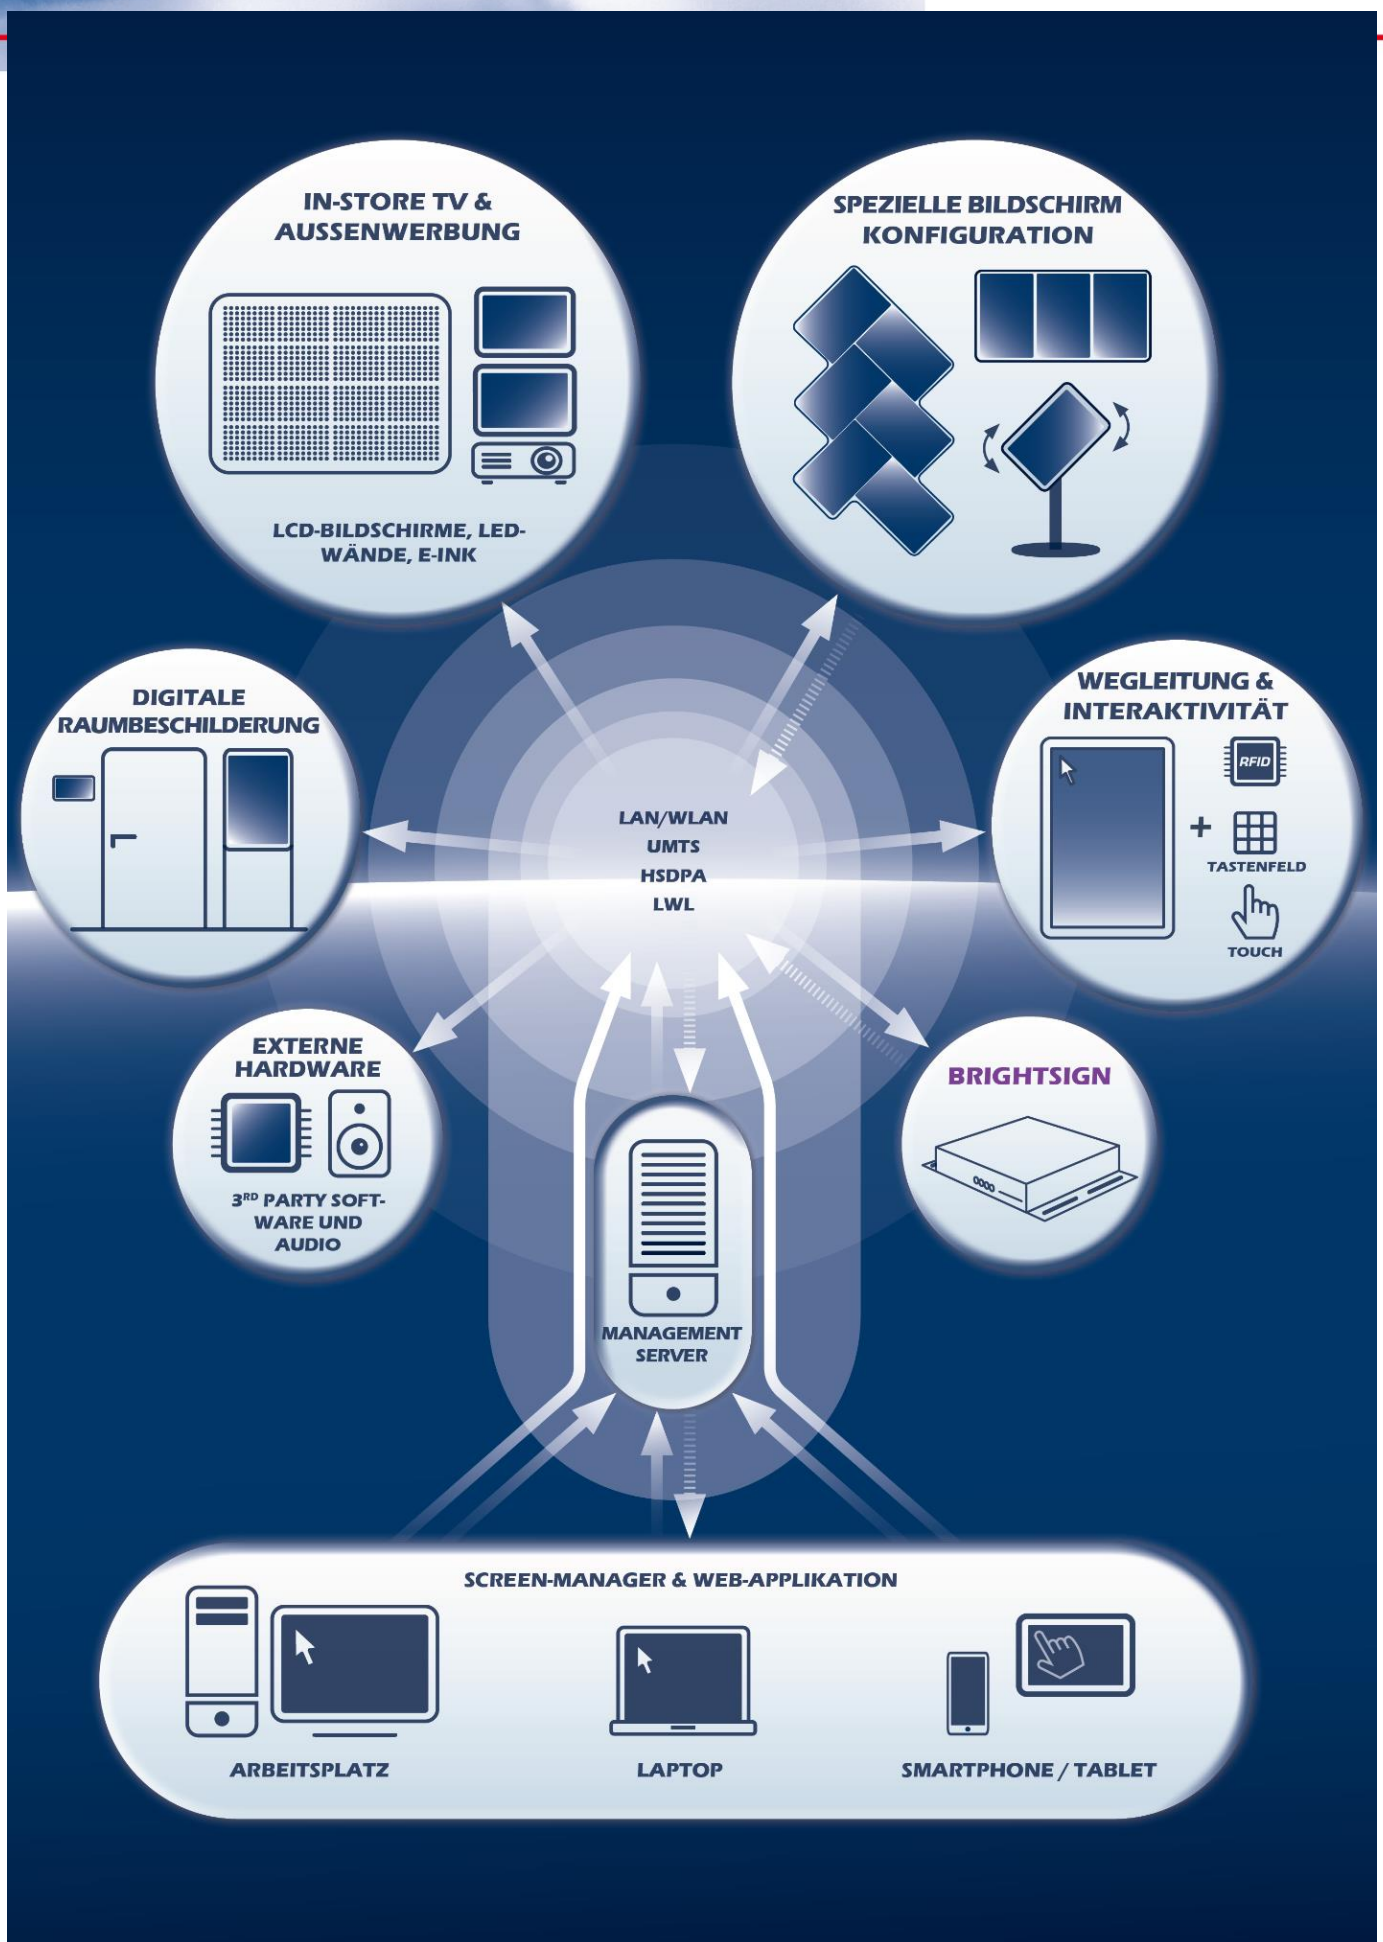 IN-STORE TV &
AUSSENWERBUNG
LCD-BILDSCHIRME, LED-
WÄNDE, E-INK
SPEZIELLE BILDSCHIRM
KONFIGURATION
DIGITALE
RAUMBESCHILDERUNG
WEGLEITUNG &
INTERAKTIVITÄT
RFID
+
TASTENFELD
TOUCH
LAN/WLAN
UMTS
HSDPA
LWL
EXTERNE
HARDWARE
3RD PARTY SOFT-
WARE UND
AUDIO
BRIGHTSIGN
MANAGEMENT
SERVER
SCREEN-MANAGER & WEB-APPLIKATION
ARBEITSPLATZ
LAPTOP
SMARTPHONE / TABLET